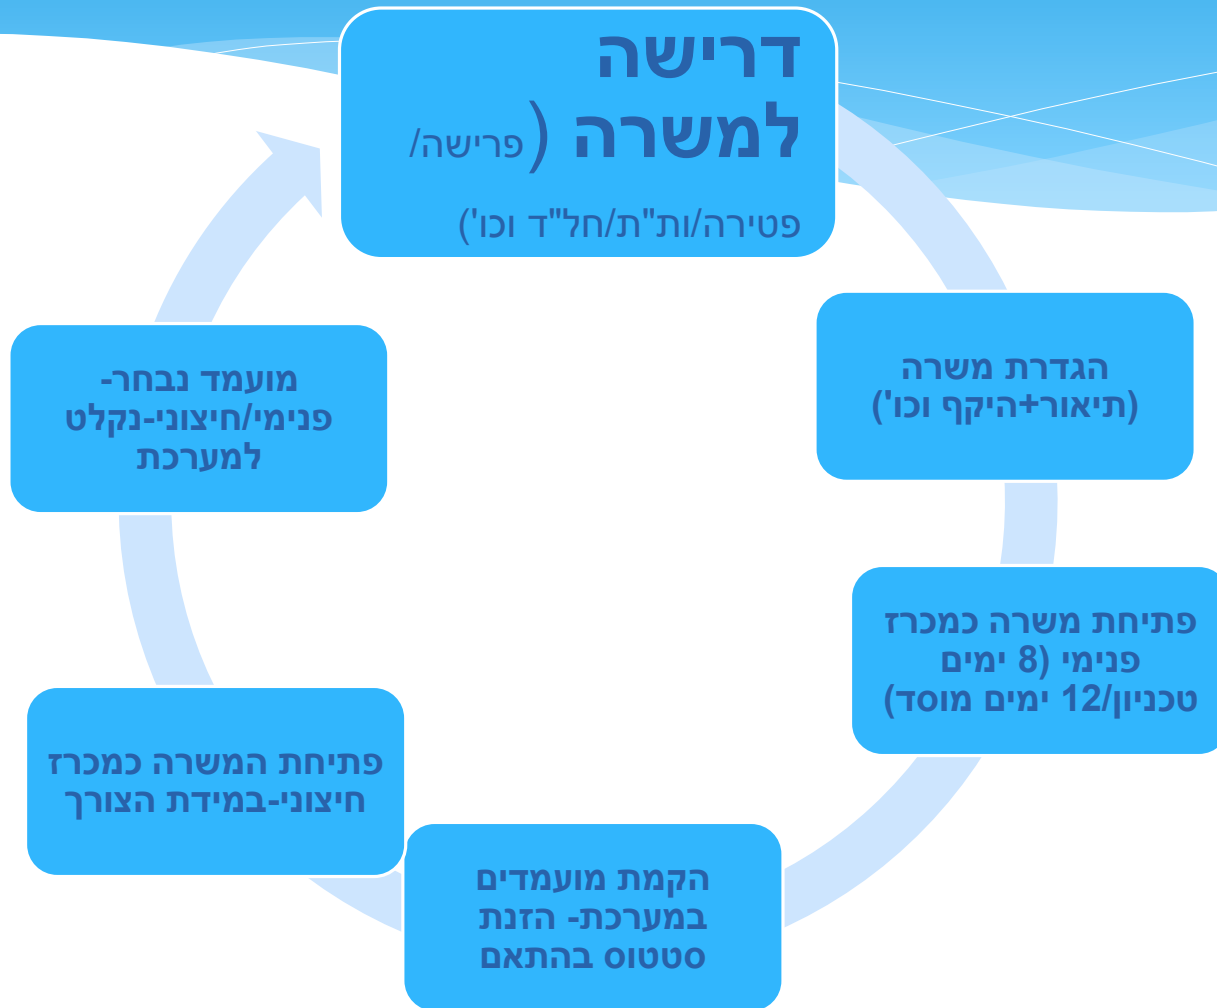 דרישה
למשרה (פרישה/
פטירה/ות"ת/חל"ד וכו')
הגדרת משרה
(תיאור+היקף וכו')
פתיחת משרה כמכרז
פנימי (8 ימים
טכניון/12 ימים מוסד)
הקמת מועמדים
במערכת- הזנת
סטטוס בהתאם
פתיחת המשרה כמכרז
חיצוני-במידת הצורך
מועמד נבחר-
פנימי/חיצוני-נקלט
למערכת